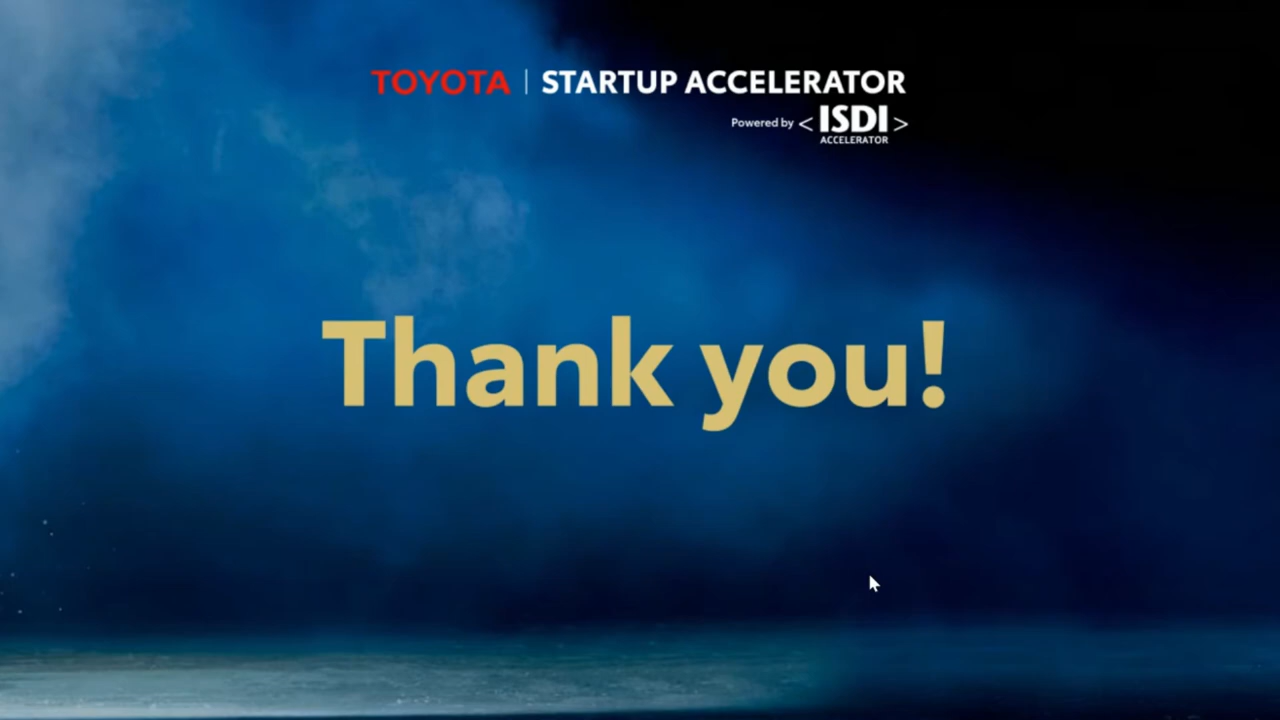 TOYOTA | STARTUP ACCELERATOR
Powered by <ISDI>
ACCELERATOR
Thank you!